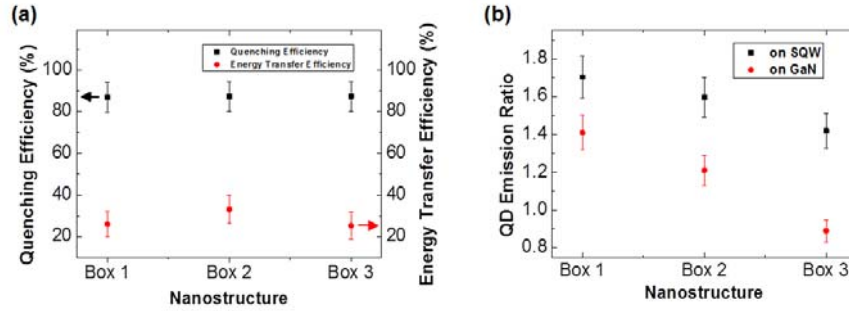 (a)
Quenching Efficiency
Energy Transfer Efficiency
Quenching Efficiency (%)
100
80
60
40
20
100
80
60
40
20
Energy Transfer Efficiency (%)
Box 1
Box 2
Box 3
Nanostructure
(b)
on SQW
on GaN
QD Emission Ratio
1.8
1.6
1.4
1.2
1.0
0.8
Box 1
Box 2
Box 3
Nanostructure